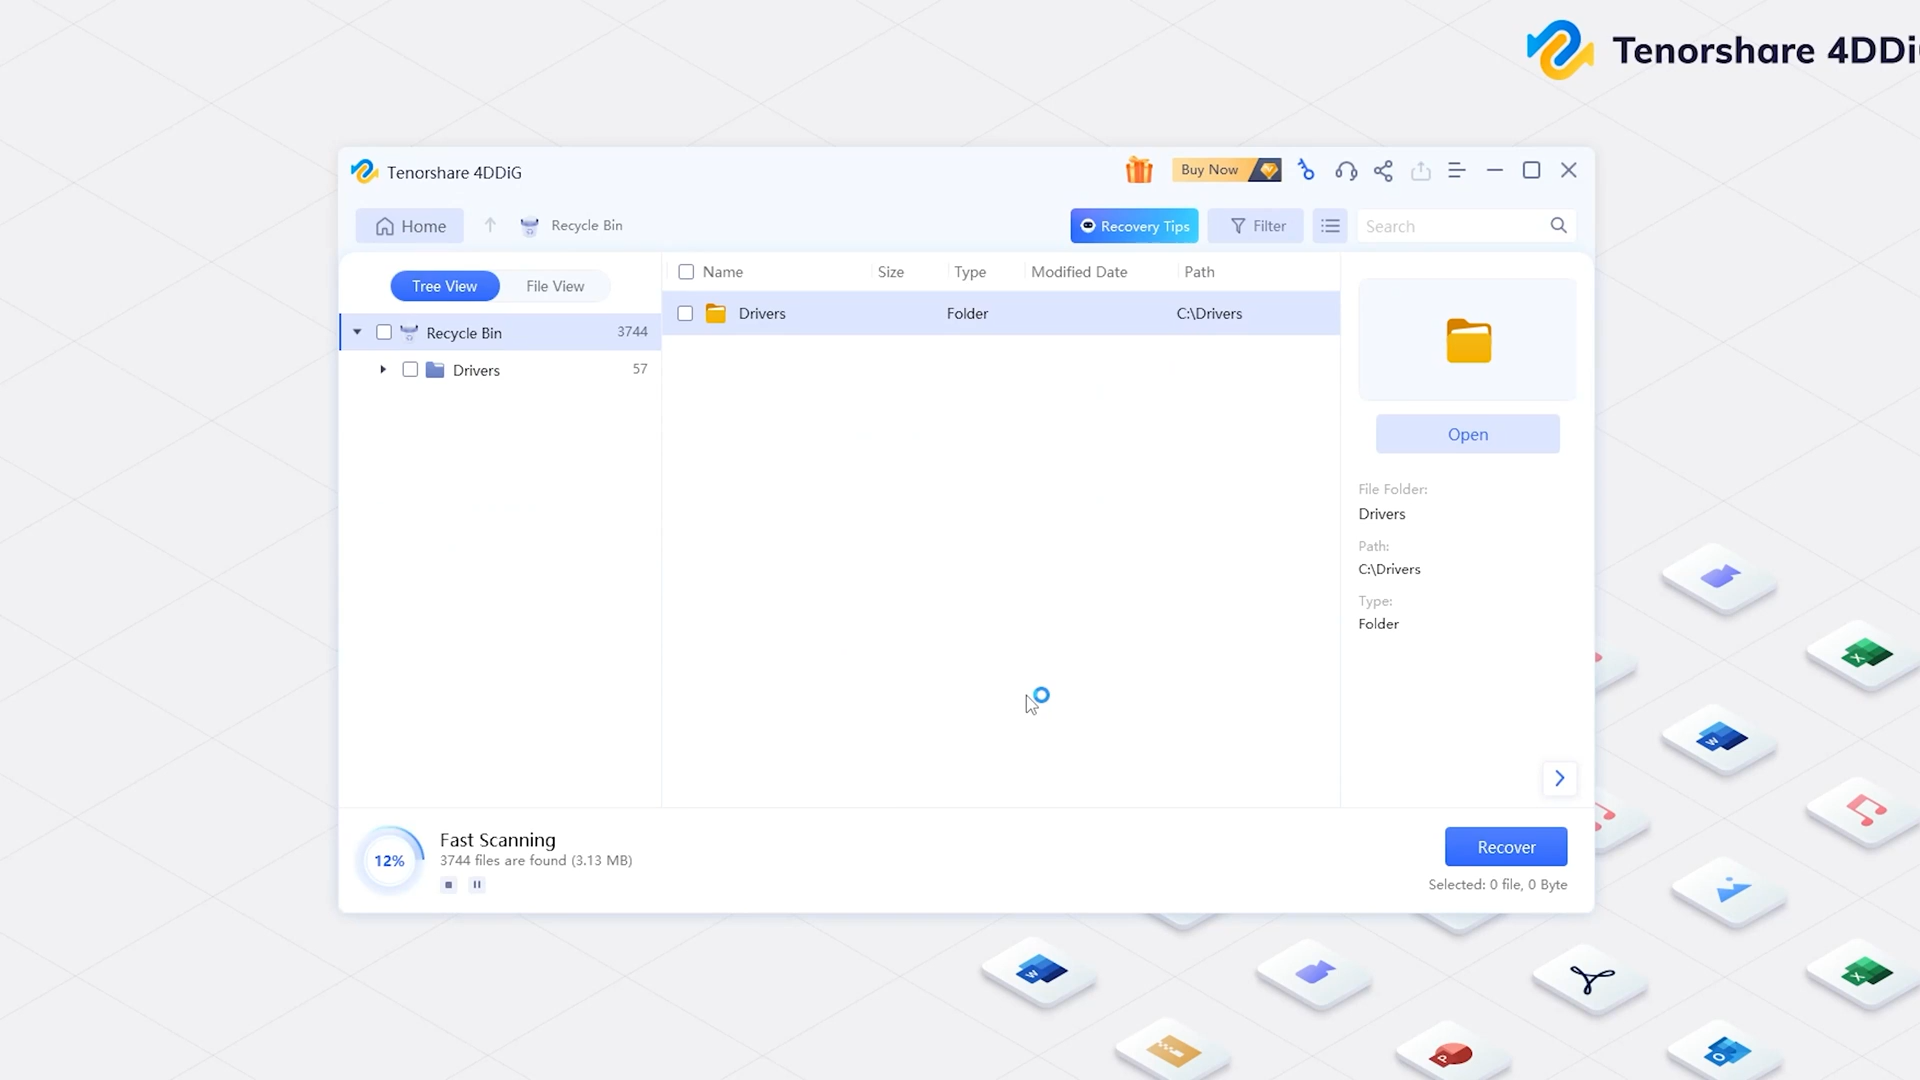 Tenorshare 4DDi
Tenorshare 4DDiG
Buy Now
Home
Recycle Bin
Recovery Tips
Filter
Search
Tree View
File View
Name
Size
Type
Modified Date
Path
Recycle Bin
3744
Drivers
57
Drivers
Folder
C:\Drivers
Open
File Folder:
Drivers
Path:
C:\Drivers
Type:
Folder
12%
Fast Scanning
3744 files are found (3.13 MB)
Recover
Selected: 0 file, 0 Byte
X
W
X
W
P
O